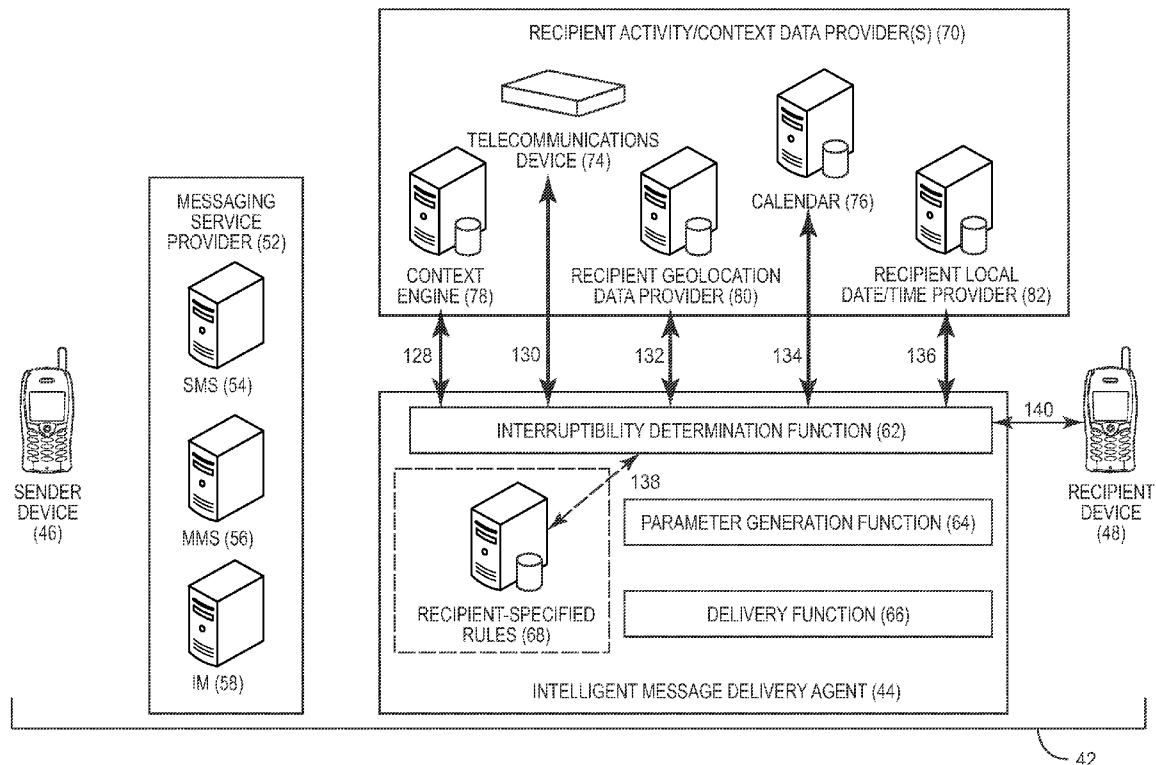 RECIPIENT ACTIVITY/CONTEXT DATA PROVIDER(S) (70)
TELECOMMUNICATIONS
DEVICE (74)
CALENDAR (76)
CONTEXT
ENGINE (78)
RECIPIENT GEOLOCATION
DATA PROVIDER (80)
RECIPIENT LOCAL
DATE/TIME PROVIDER (82)
MESSAGING
SERVICE
PROVIDER (52)
SMS (54)
MMS (56)
IM (58)
SENDER
DEVICE
(46)
128
130
132
134
136
INTERRUPTIBILITY DETERMINATION FUNCTION (62)
140
138
RECIPIENT
DEVICE
(48)
PARAMETER GENERATION FUNCTION (64)
RECIPIENT-SPECIFIED
RULES (68)
DELIVERY FUNCTION (66)
INTELLIGENT MESSAGE DELIVERY AGENT (44)
42